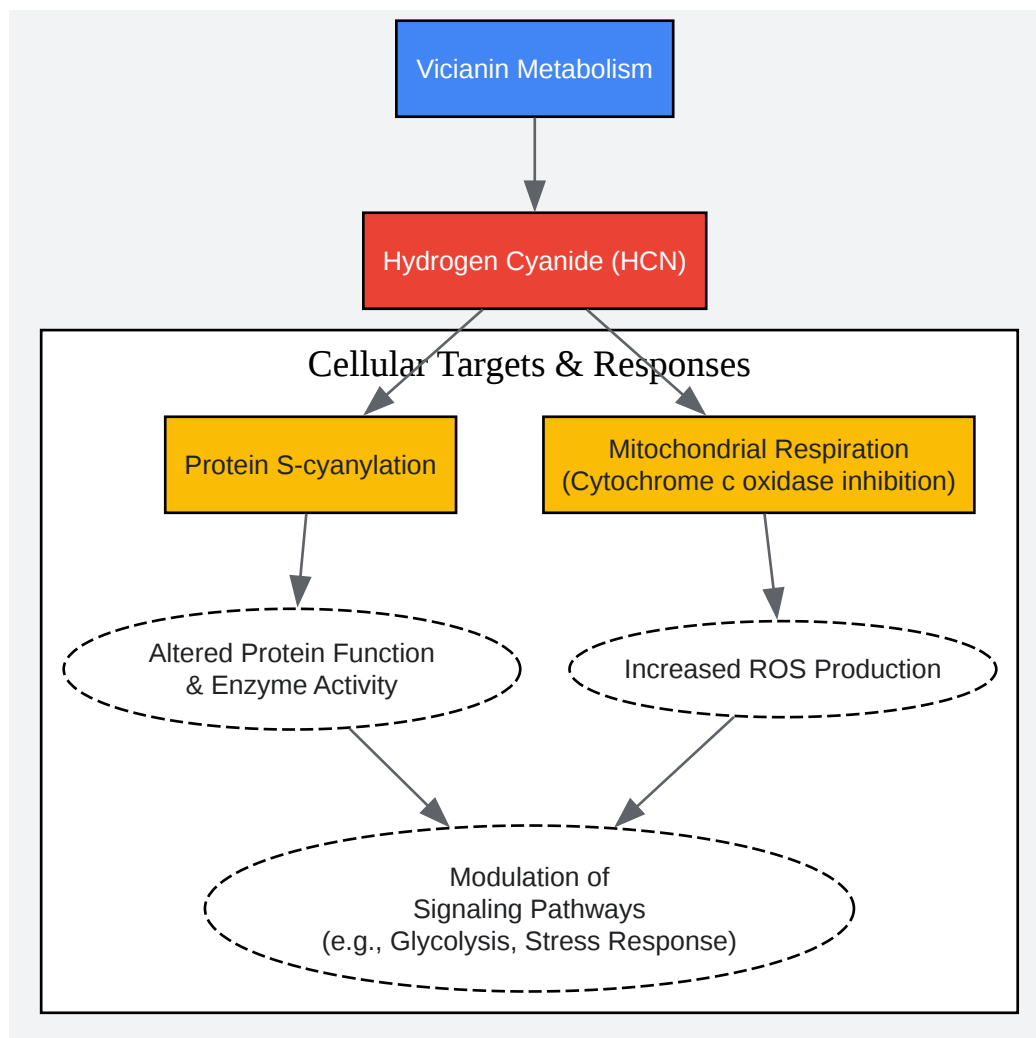 Vicianin Metabolism
Hydrogen Cyanide (HCN)
Cellular Targets & Responses
Protein S-cyanylation
Mitochondrial Respiration
(Cytochrome c oxidase inhibition)
Altered Protein Function
& Enzyme Activity
Increased ROS Production
Modulation of
Signaling Pathways
(e.g., Glycolysis, Stress Response)